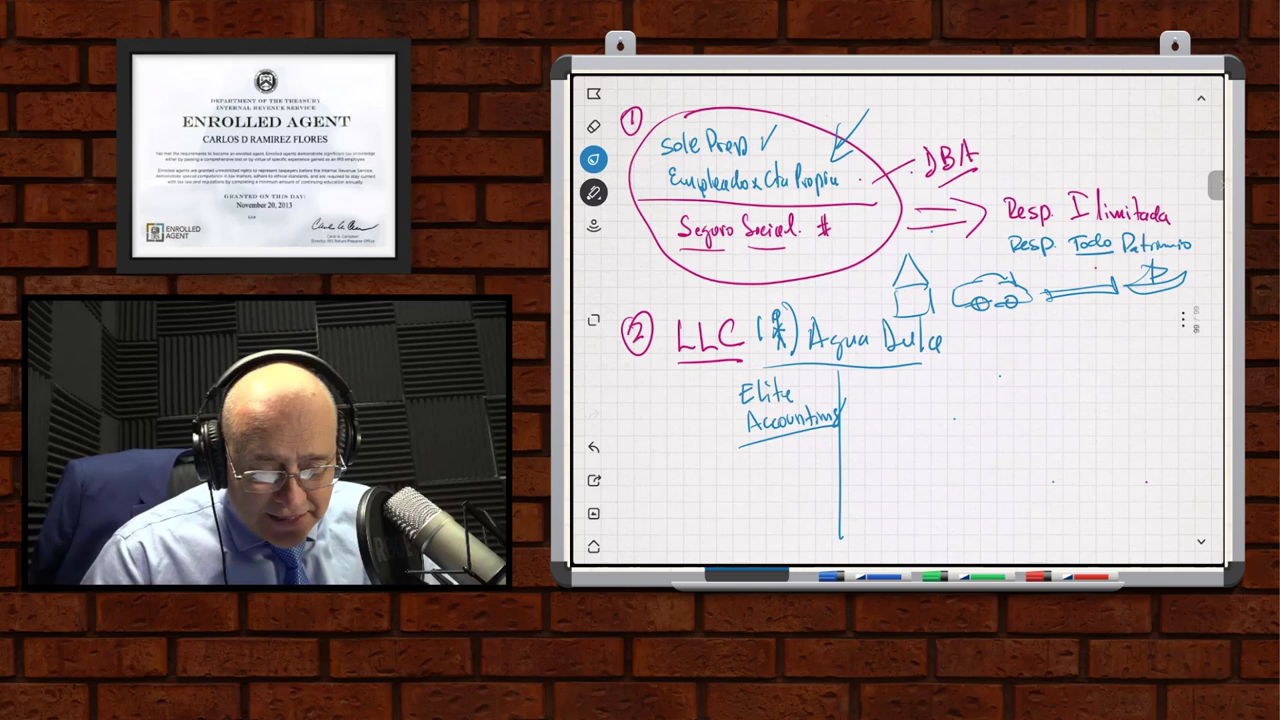 DEPARTMENT OF THE TREASURY
INTERNAL REVENUE SERVICE
ENROLLED AGENT
CARLOS D RAMIREZ FLORES
GRANTED ON THIS DAY:
November 20, 2013
ENROLLED
AGENT
①
Sole Prop ✓
Empleado x Cta Propia
Seguro Social. #
DBA
Resp. Ilimitada
Resp. Todo Patrimonio
② LLC ( ) Agua Dulce
Elite
Accounting
99 / 99